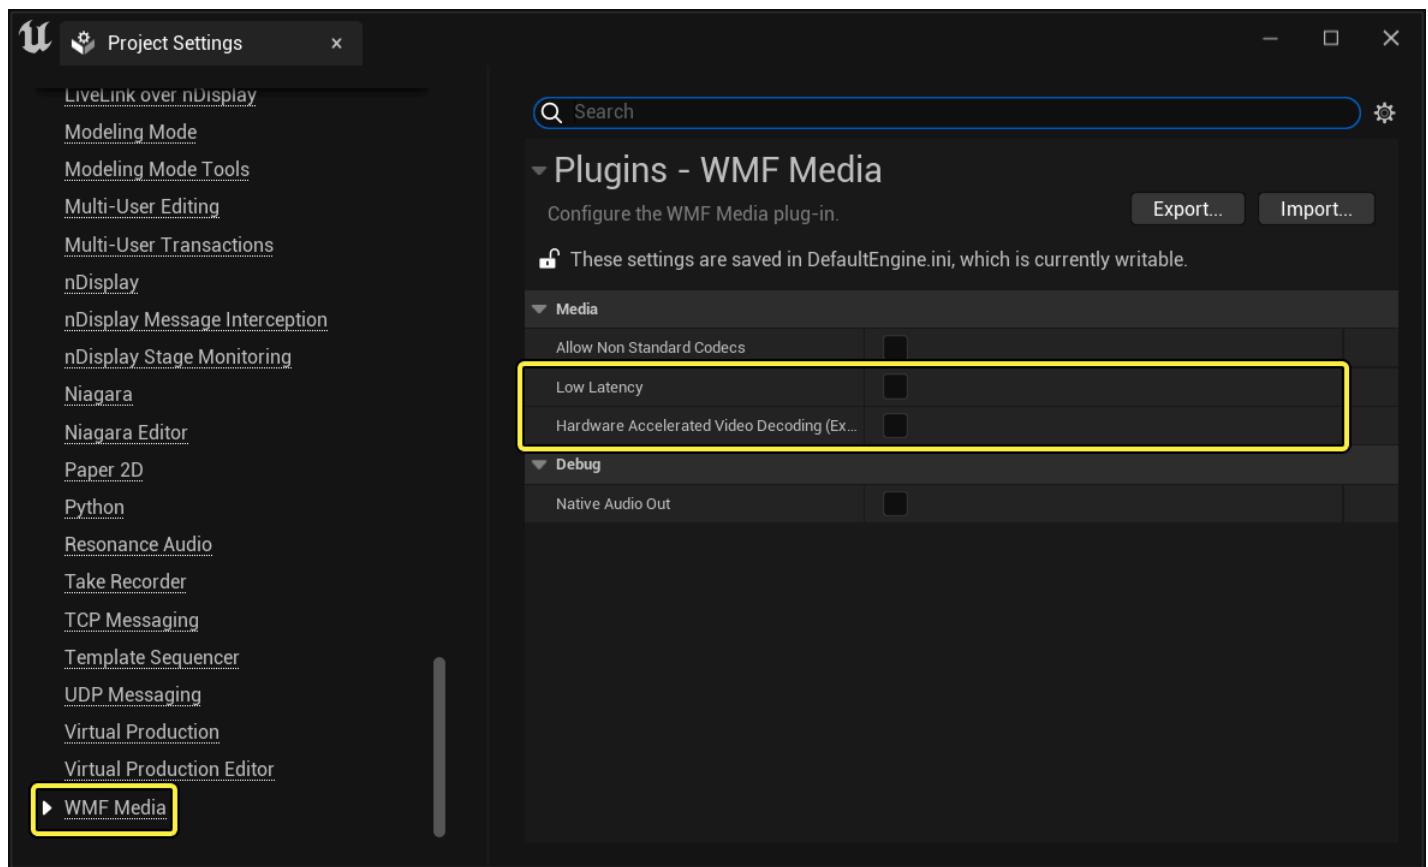 Project Settings
LiveLink over nDisplay
Modeling Mode
Modeling Mode Tools
Multi-User Editing
Multi-User Transactions
nDisplay
nDisplay Message Interception
nDisplay Stage Monitoring
Niagara
Niagara Editor
Paper 2D
Python
Resonance Audio
Take Recorder
TCP Messaging
Template Sequencer
UDP Messaging
Virtual Production
Virtual Production Editor
WMF Media
Search
Plugins - WMF Media
Configure the WMF Media plug-in.
Export...
Import...
These settings are saved in DefaultEngine.ini, which is currently writable.
Media
Allow Non Standard Codecs
Low Latency
Hardware Accelerated Video Decoding (Ex...
Debug
Native Audio Out